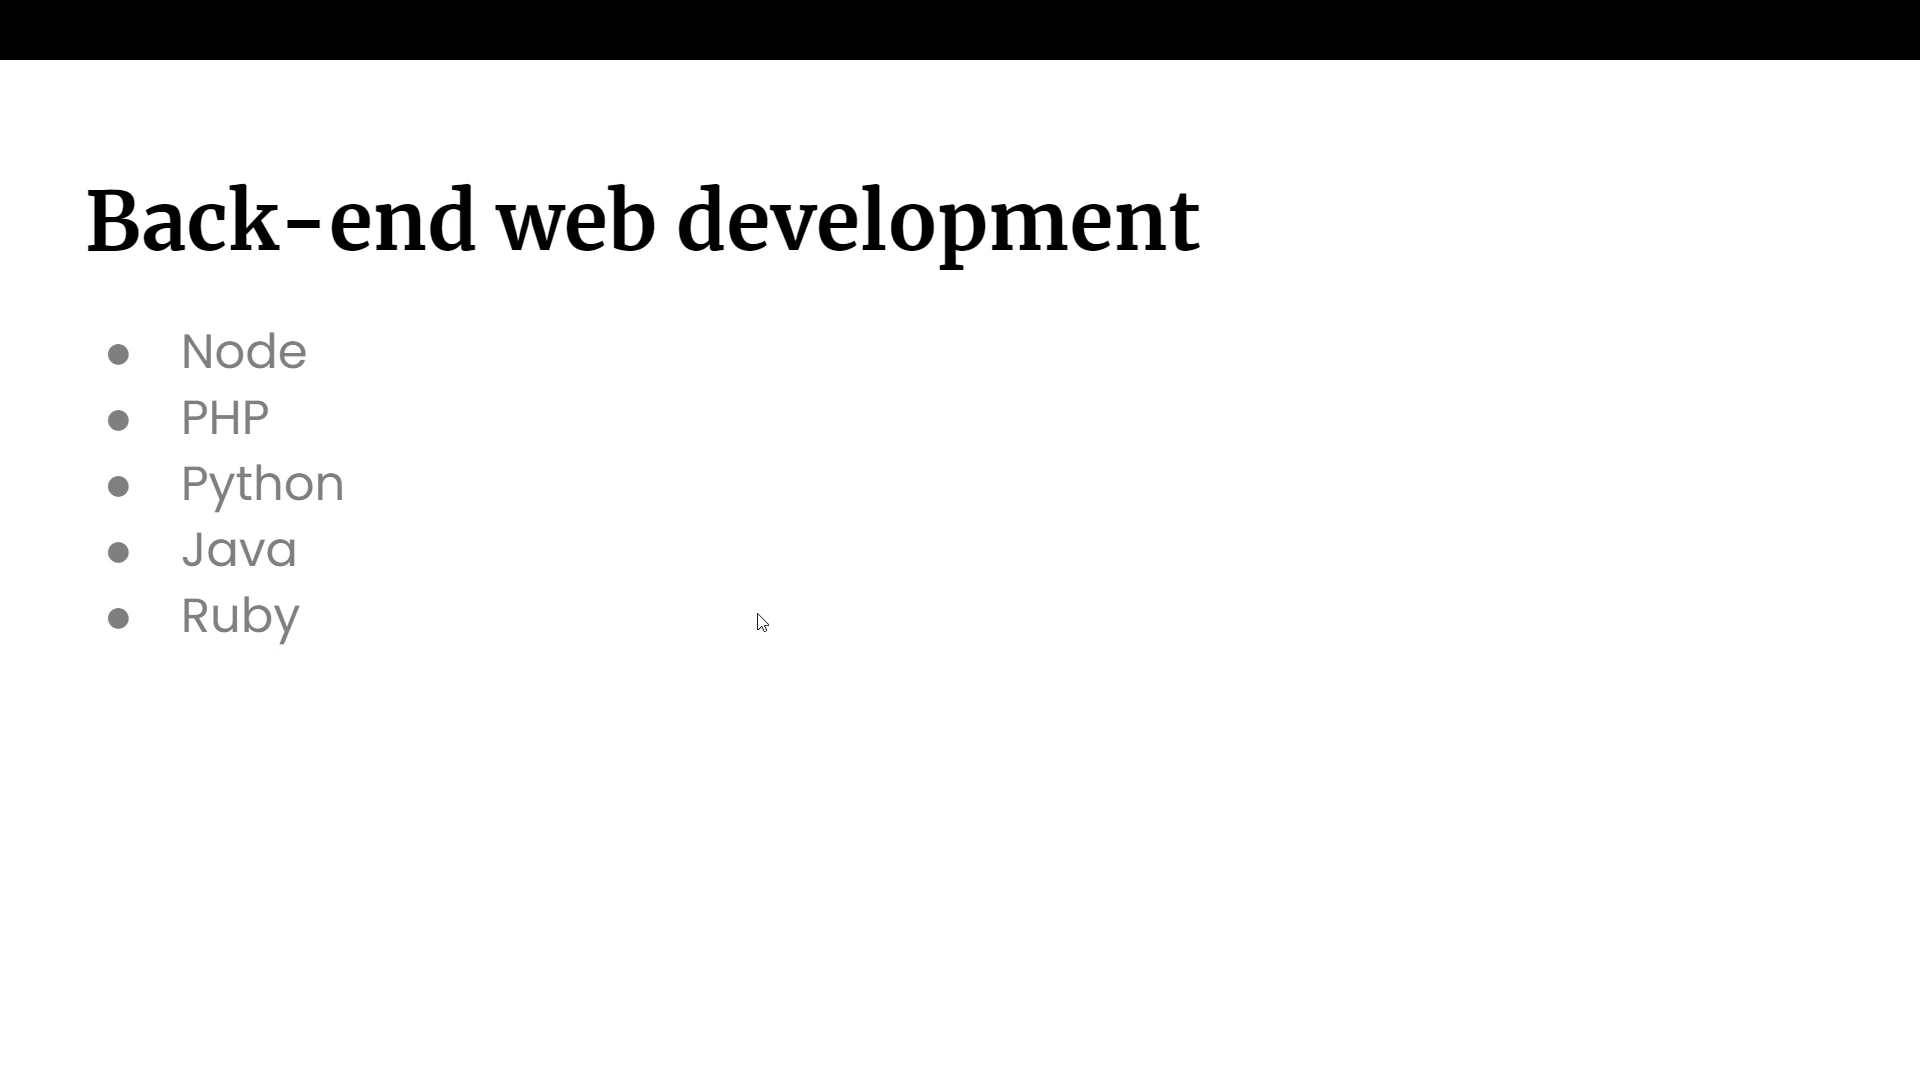 Back-end web development
● Node
● PHP
● Python
● Java
● Ruby